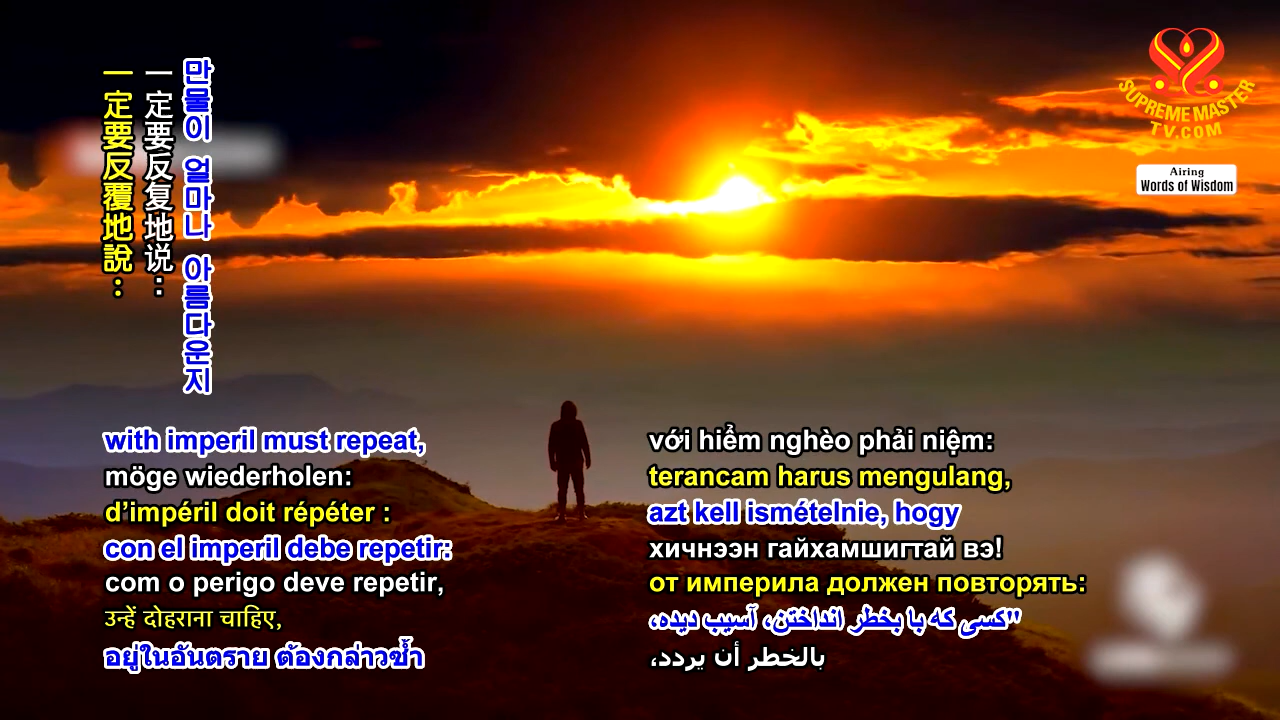 一定要反覆地說：
一定要反复地说：
만물이 얼마나 아름다운지
SUPREME MASTER
TV.COM
Airing
Words of Wisdom
with imperil must repeat,
möge wiederholen:
d’impéril doit répéter :
con el imperil debe repetir:
com o perigo deve repetir,
उन्हें दोहराना चाहिए,
อยู่ในอันตราย ต้องกล่าวซ้ำ
với hiểm nghèo phải niệm:
terancam harus mengulang,
azt kell ismételnie, hogy
хичнээн гайхамшигтай вэ!
от империла должен повторять:
"کسی که با بخطر انداختن، آسیب دیده،
بالخطر أن يردد،